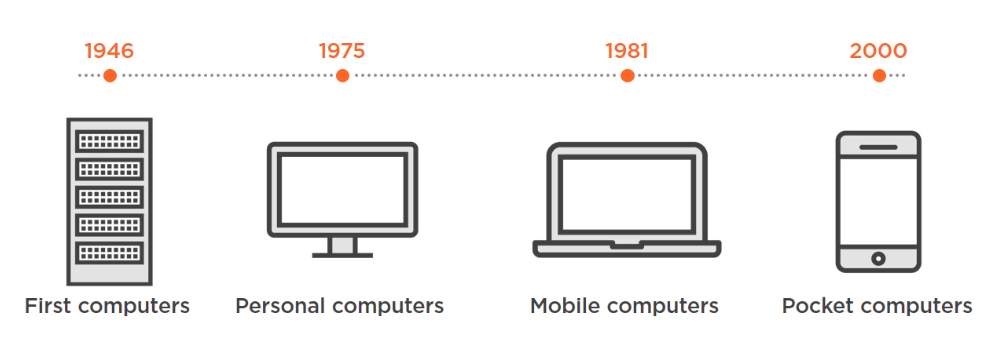 1946
1975
1981
2000
First computers
Personal computers
Mobile computers
Pocket computers